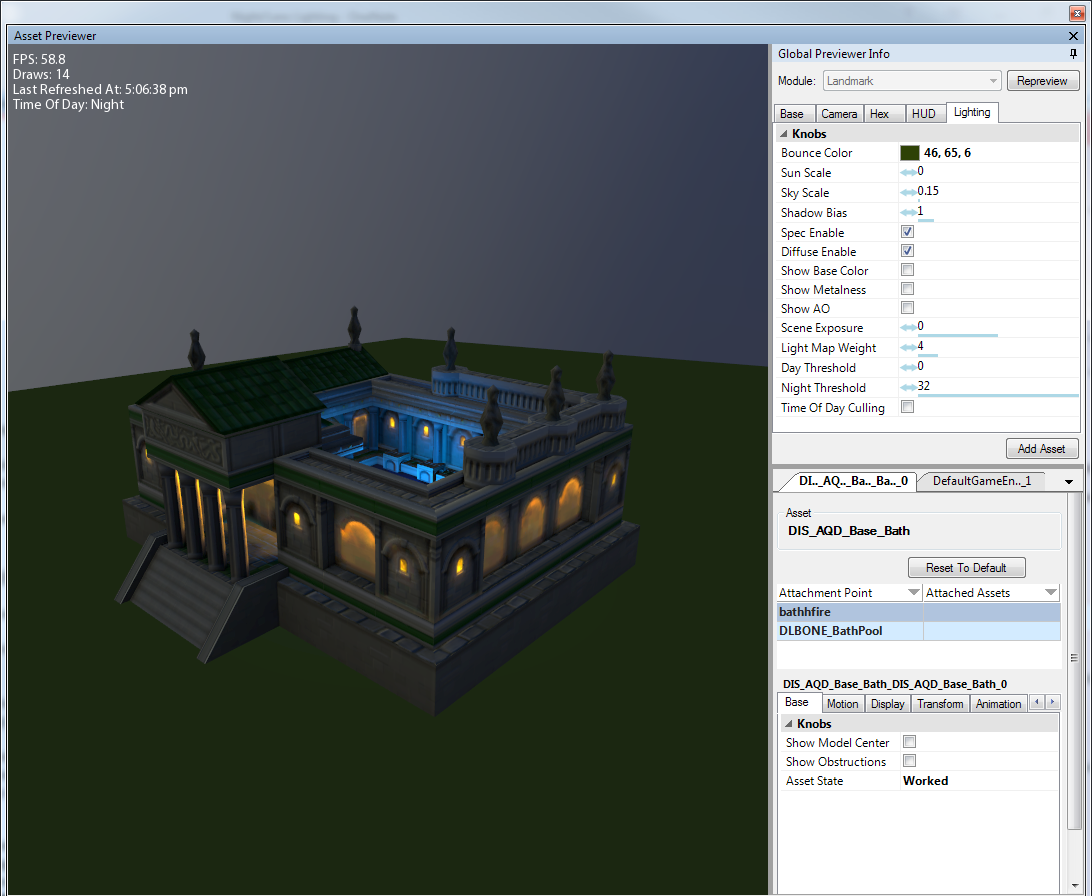 Asset Previewer
FPS: 58.8
Draws: 14
Last Refreshed At: 5:06:38 pm
Time Of Day: Night
Global Previewer Info
Module: Landmark Repreview
Base Camera Hex HUD Lighting
Knobs
Bounce Color 46, 65, 6
Sun Scale 0
Sky Scale 0.15
Shadow Bias 1
Spec Enable
Diffuse Enable
Show Base Color
Show Metalness
Show AO
Scene Exposure 0
Light Map Weight 4
Day Threshold 0
Night Threshold 32
Time Of Day Culling
Add Asset
DI.._AQ.._Ba.._Ba.._0 DefaultGameEn.._1
Asset
DIS_AQD_Base_Bath
Reset To Default
Attachment Point Attached Assets
bathhfire
DLBONE_BathPool
DIS_AQD_Base_Bath_DIS_AQD_Base_Bath_0
Base Motion Display Transform Animation
Knobs
Show Model Center
Show Obstructions
Asset State Worked